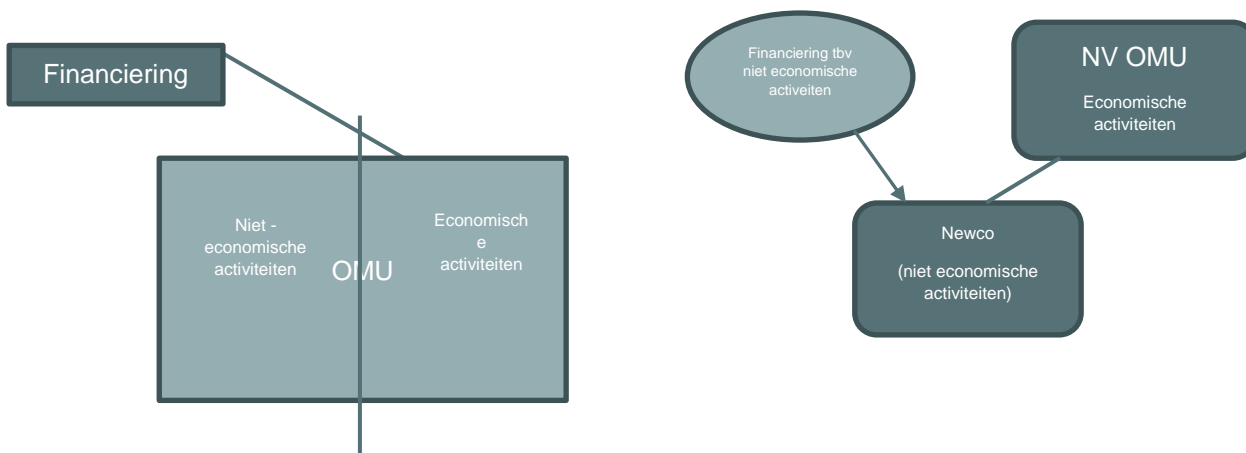 Financiering
Niet -
economische
activiteiten
OMU
Economisch
e
activiteiten
Financiering tbv
niet economische
activeiten
NV OMU
Economische
activiteiten
Newco
(niet economische
activiteiten)